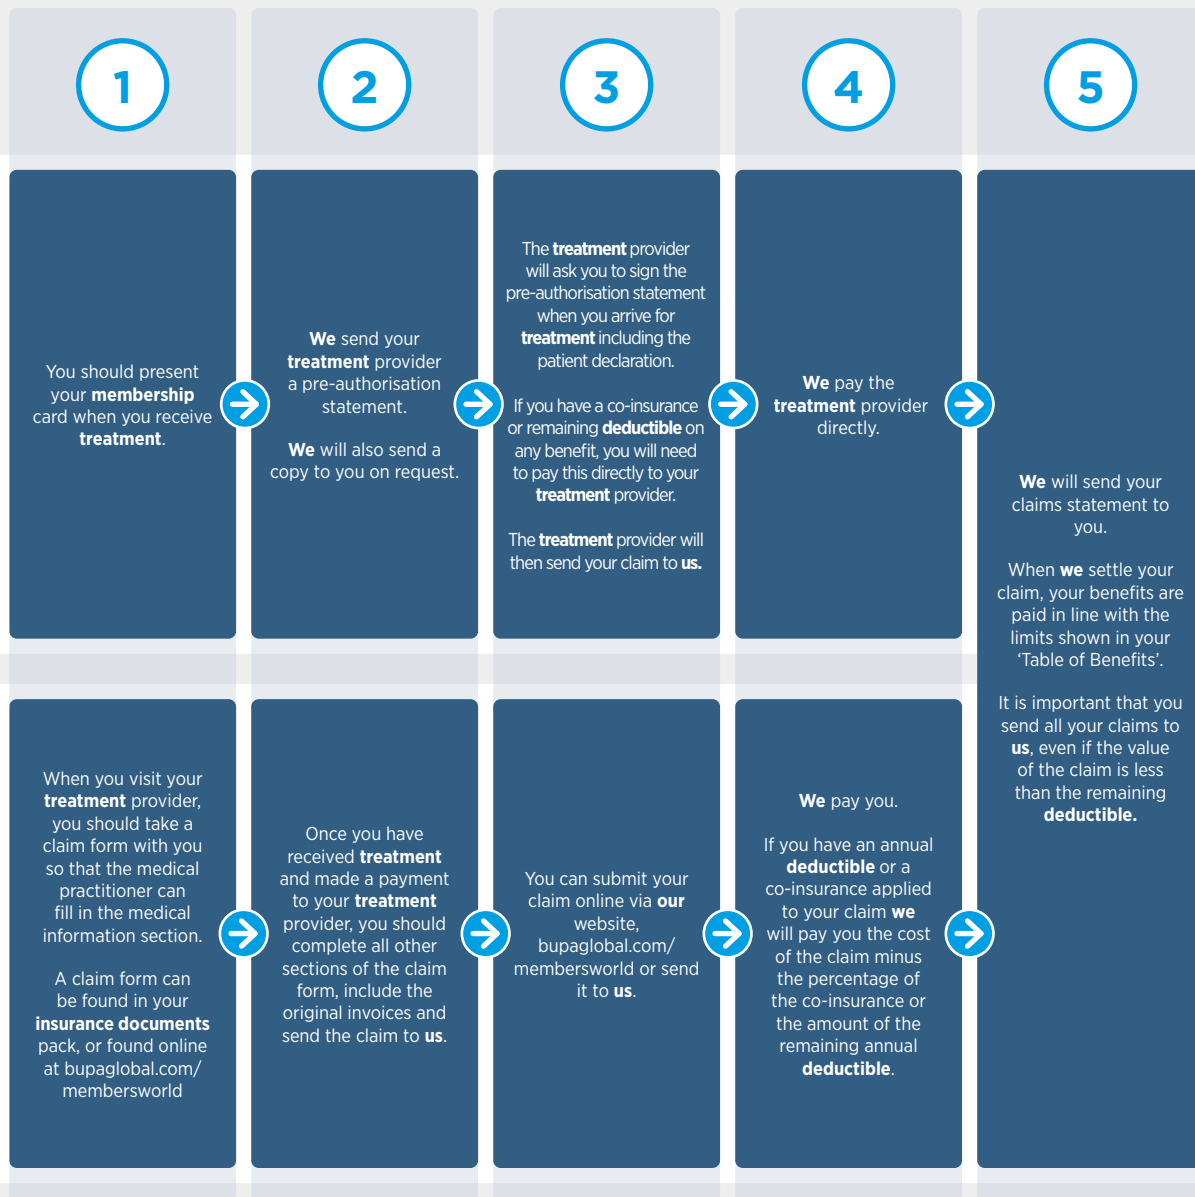 1
2
3
4
5
You should present
your membership
card when you receive
treatment.
We send your
treatment provider
a pre-authorisation
statement.
We will also send a
copy to you on request.
The treatment provider
will ask you to sign the
pre-authorisation statement
when you arrive for
treatment including the
patient declaration.
If you have a co-insurance
or remaining deductible on
any benefit, you will need
to pay this directly to your
treatment provider.
The treatment provider will
then send your claim to us.
We pay the
treatment provider
directly.
We will send your
claims statement to
you.
When we settle your
claim, your benefits are
paid in line with the
limits shown in your
‘Table of Benefits’.
It is important that you
send all your claims to
us, even if the value
of the claim is less
than the remaining
deductible.
When you visit your
treatment provider,
you should take a
claim form with you
so that the medical
practitioner can
fill in the medical
information section.
A claim form can
be found in your
insurance documents
pack, or found online
at bupaglobal.com/
membersworld
Once you have
received treatment
and made a payment
to your treatment
provider, you should
complete all other
sections of the claim
form, include the
original invoices and
send the claim to us.
You can submit your
claim online via our
website,
bupaglobal.com/
membersworld or send
it to us.
We pay you.
If you have an annual
deductible or a
co-insurance applied
to your claim we
will pay you the cost
of the claim minus
the percentage of
the co-insurance or
the amount of the
remaining annual
deductible.